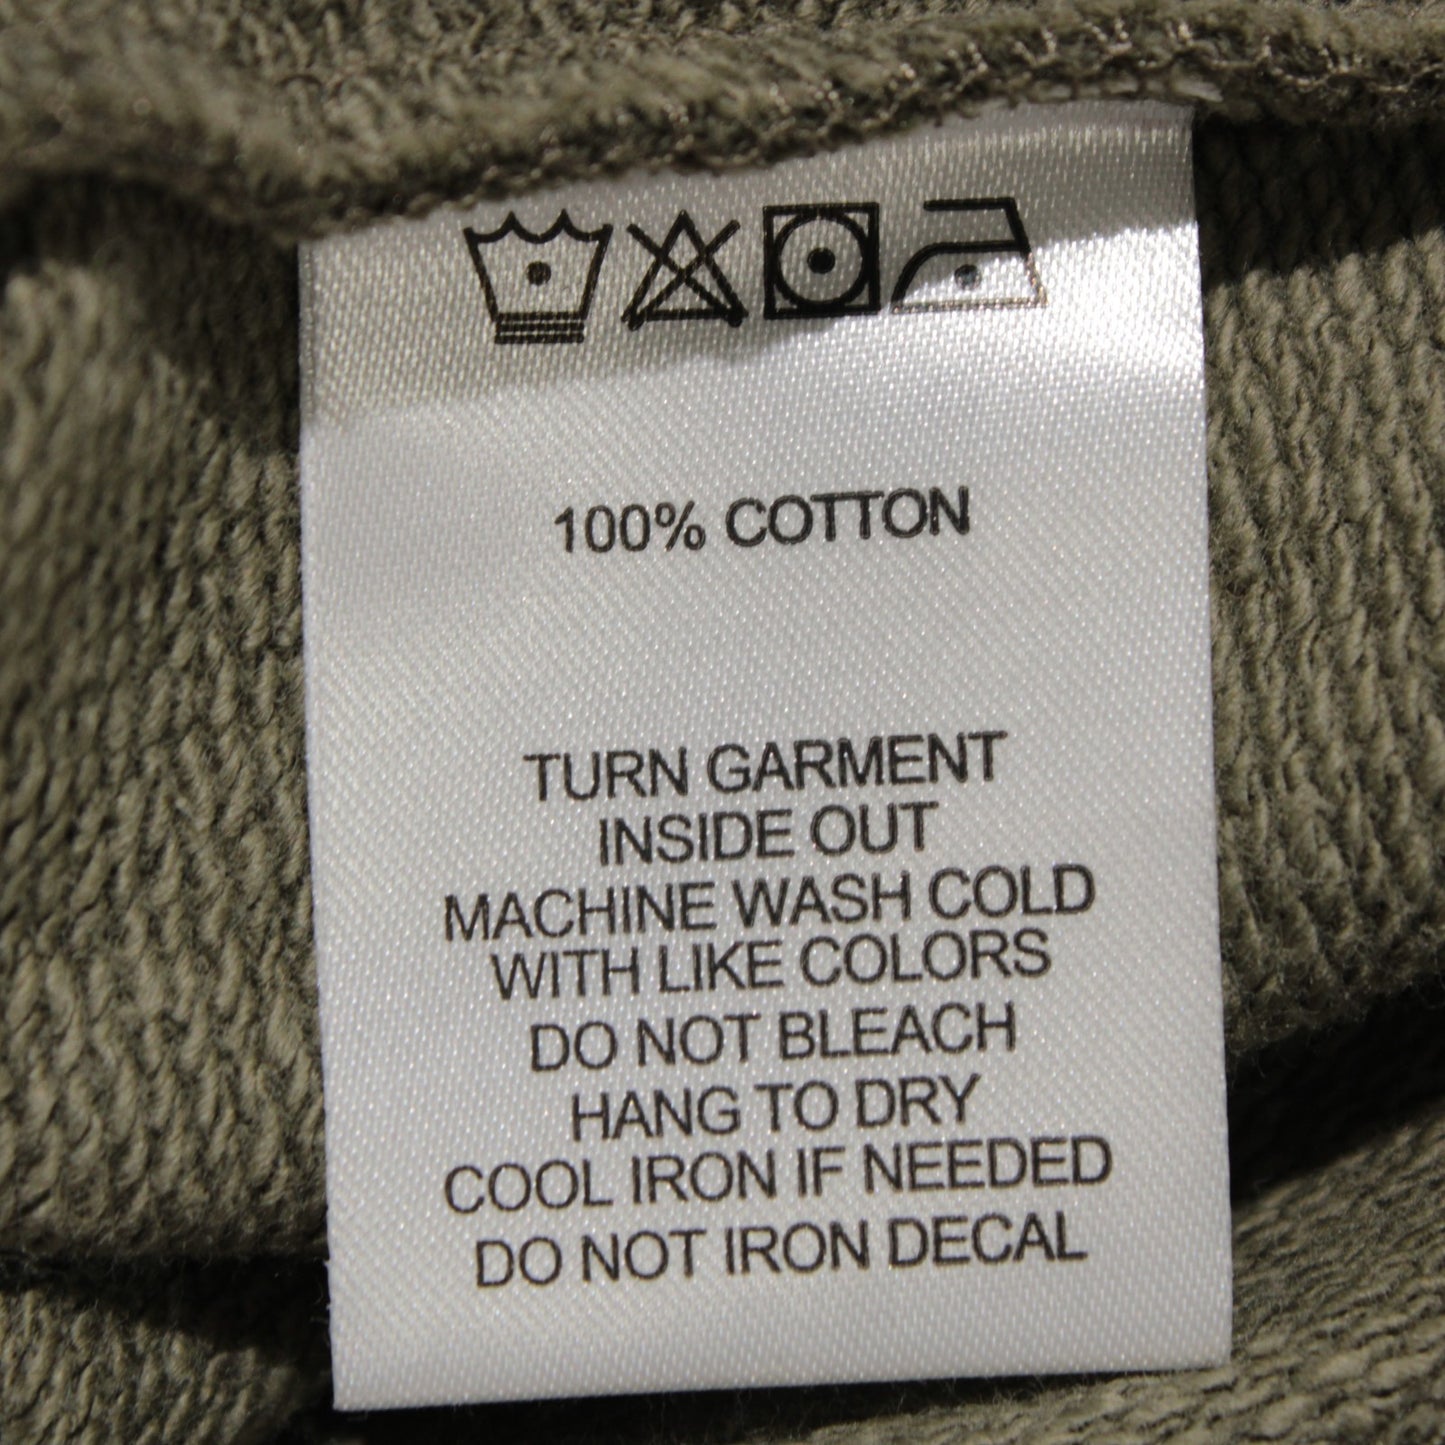 100% COTTON
TURN GARMENT
INSIDE OUT
MACHINE WASH COLD
WITH LIKE COLORS
DO NOT BLEACH
HANG TO DRY
COOL IRON IF NEEDED
DO NOT IRON DECAL